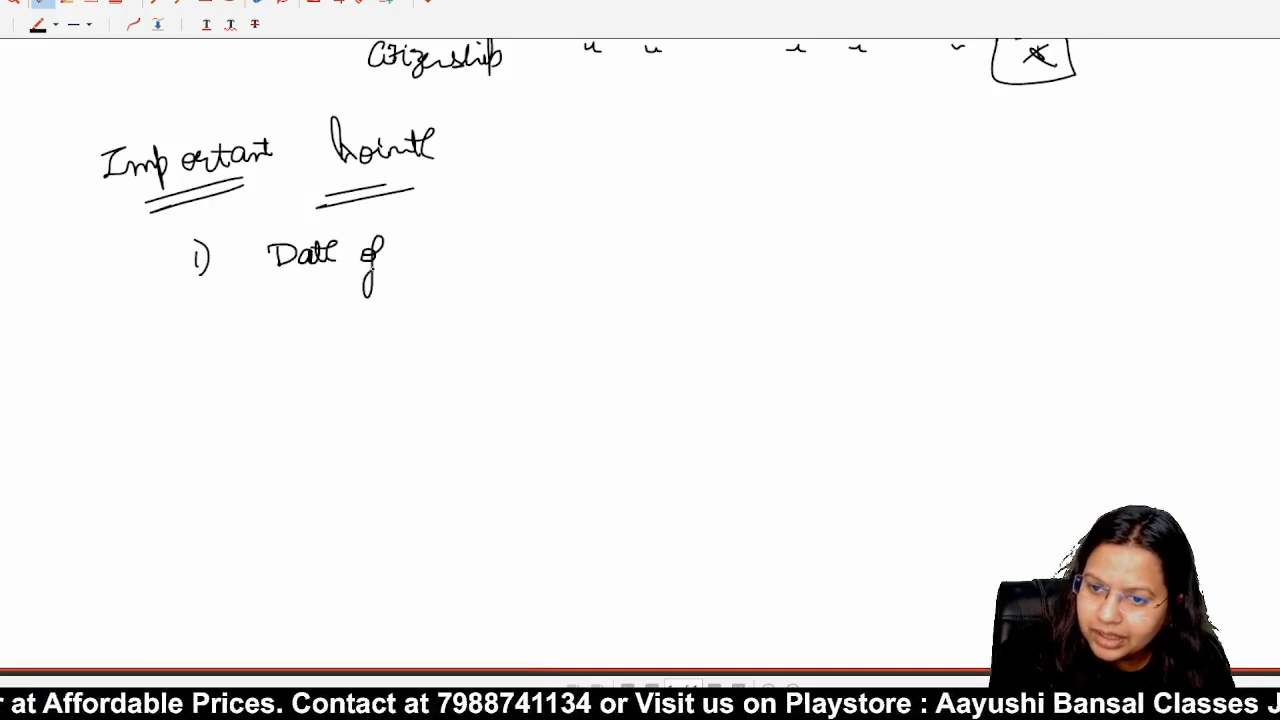 Citizenship " " " " "
Important Points
1) Date of
r at Affordable Prices. Contact at 7988741134 or Visit us on Playstore : Aayushi Bansal Classes J